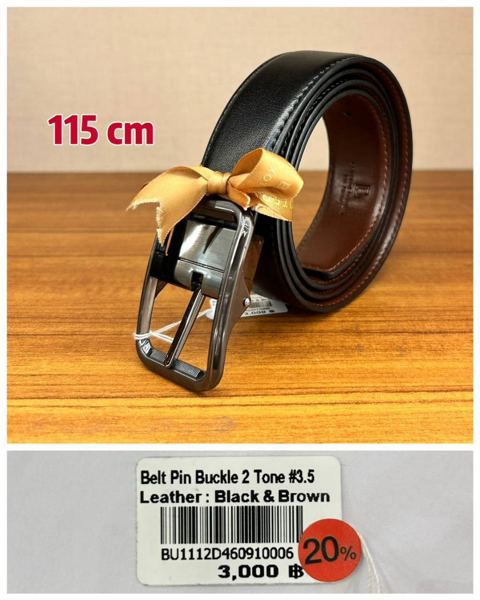 115 cm
Belt Pin Buckle 2 Tone #3.5
Leather : Black & Brown
BU1112D460910006
20%
3,000 ฿